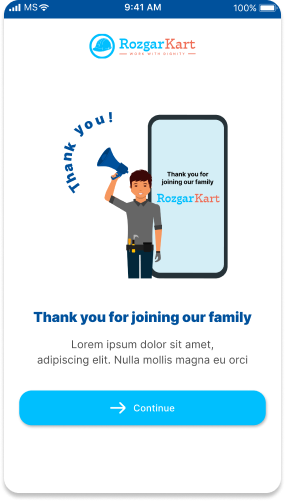 MS 9:41 AM 100%
RozgarKart
WORK WITH DIGNITY
Thank you!
Thank you for
joining our family
RozgarKart
Thank you for joining our family
Lorem ipsum dolor sit amet,
adipiscing elit. Nulla mollis magna eu orci
Continue